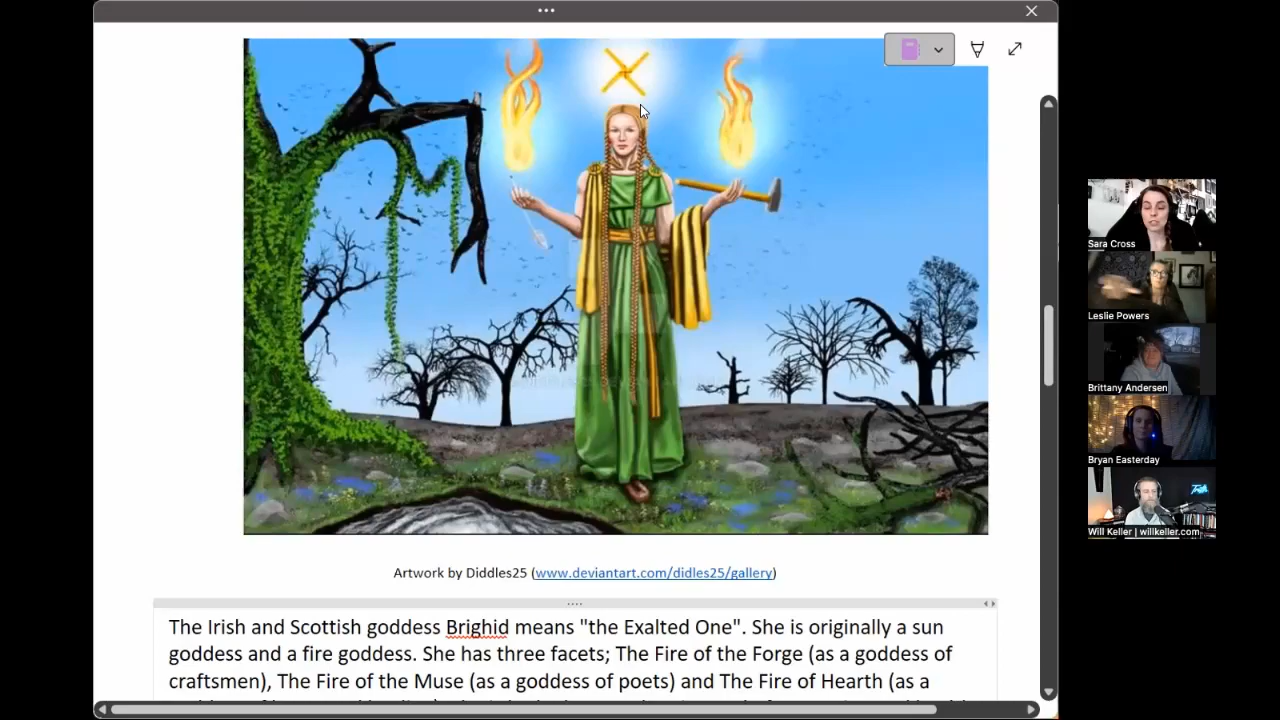 Artwork by Diddles25 (www.deviantart.com/didles25/gallery)
The Irish and Scottish goddess Brighid means "the Exalted One". She is originally a sun
goddess and a fire goddess. She has three facets; The Fire of the Forge (as a goddess of
craftsmen), The Fire of the Muse (as a goddess of poets) and The Fire of Hearth (as a
Sara Cross
Leslie Powers
Brittany Andersen
Bryan Easterday
Will Keller | willkeller.com